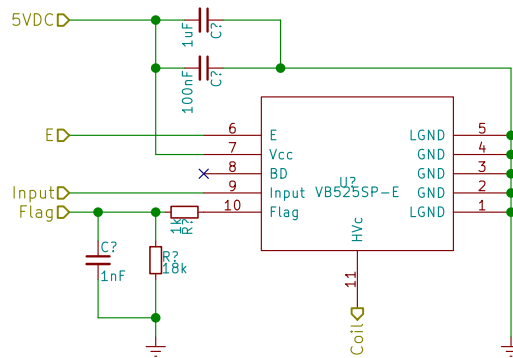 5VDC
1uF
C?
100nF
C?
E
6
E
LGND
5
7
Vcc
GND
4
8
BD
GND
3
U?
VB525SP-E
Input
9
Input
GND
2
Flag
10
Flag
LGND
1
1k
R?
HVc
11
C?
1nF
R?
18k
Coil